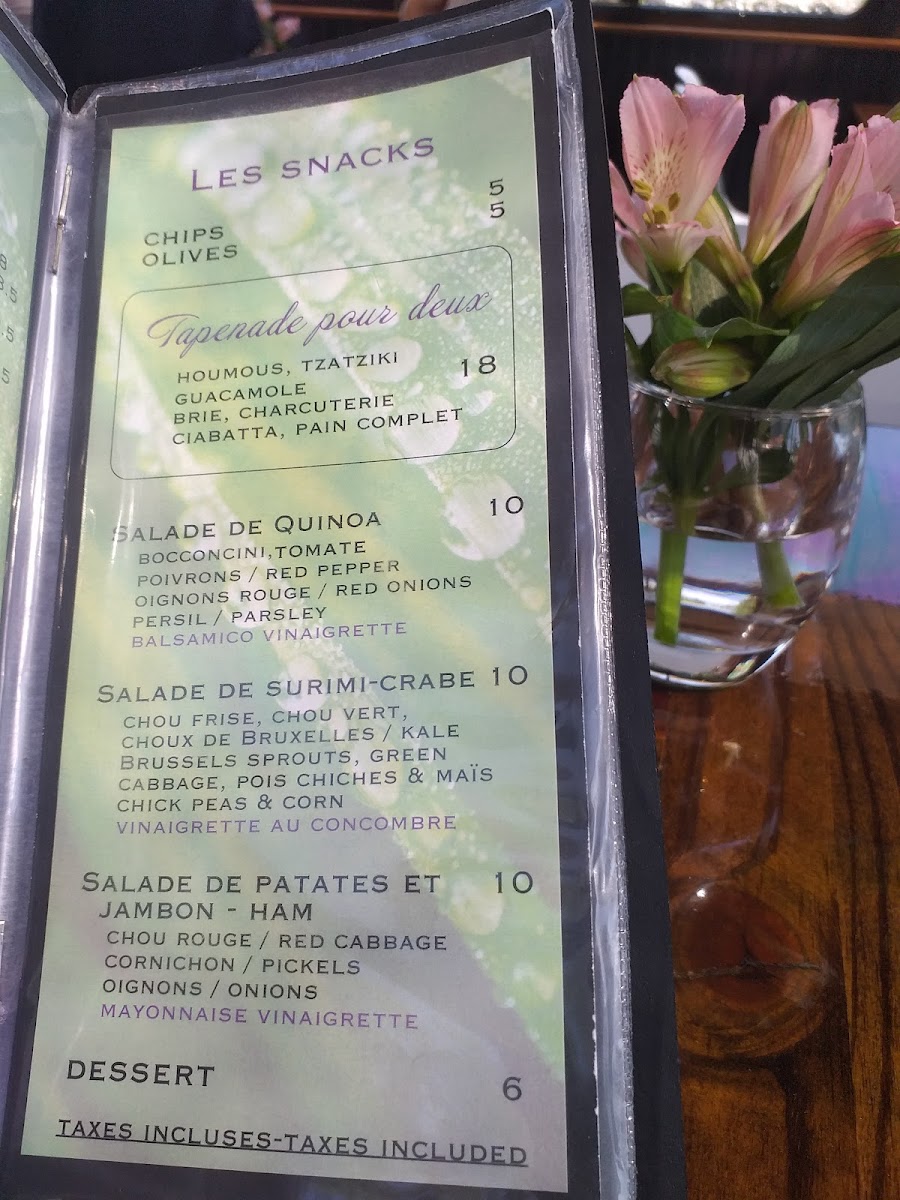 Les snacks
5
5
chips
olives
Tapenade pour deux
houmous, tzatziki 18
guacamole
brie, charcuterie
ciabatta, pain complet
Salade de Quinoa 10
bocconcini,tomate
poivrons / red pepper
oignons rouge / red onions
persil / parsley
balsamico vinaigrette
Salade de surimi-crabe 10
chou frise, chou vert,
choux de Bruxelles / kale
Brussels sprouts, green
cabbage, pois chiches & maïs
chick peas & corn
vinaigrette au concombre
Salade de patates et 10
jambon - ham
chou rouge / red cabbage
cornichon / pickels
oignons / onions
mayonnaise vinaigrette
dessert 6
taxes incluses-taxes included